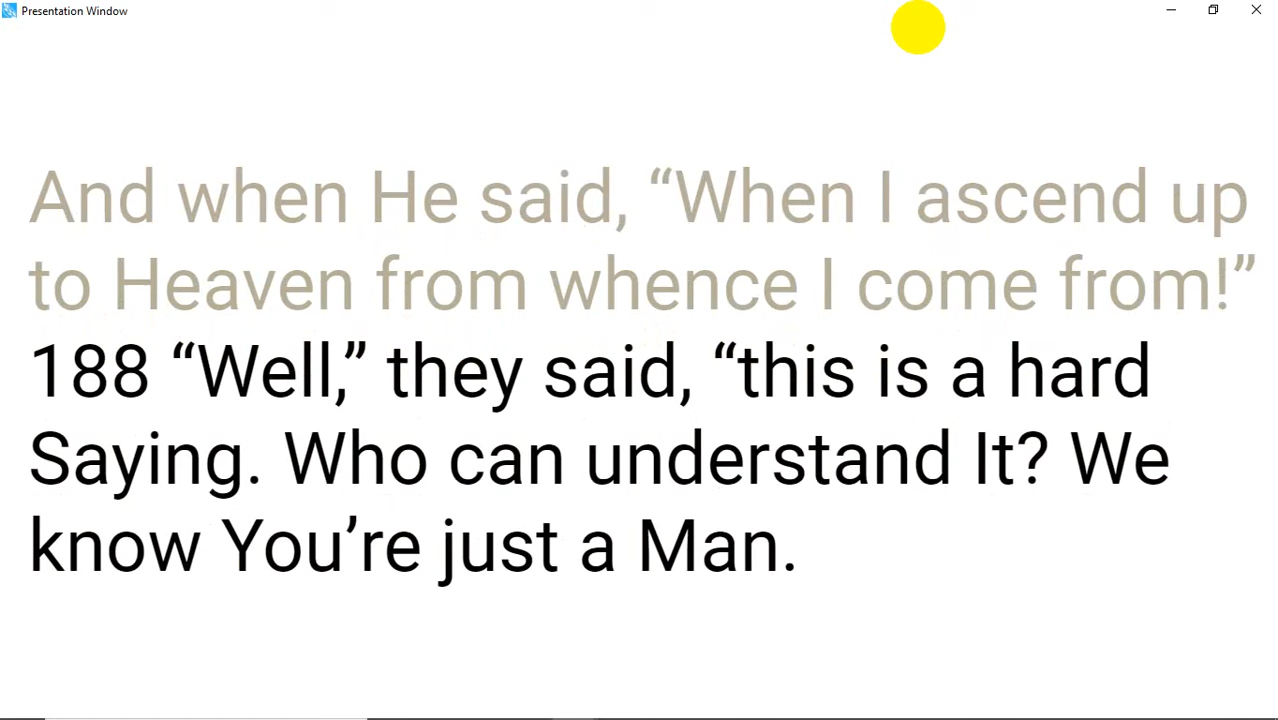 Presentation Window
And when He said, “When I ascend up
to Heaven from whence I come from!”
188 “Well,” they said, “this is a hard
Saying. Who can understand It? We
know You’re just a Man.